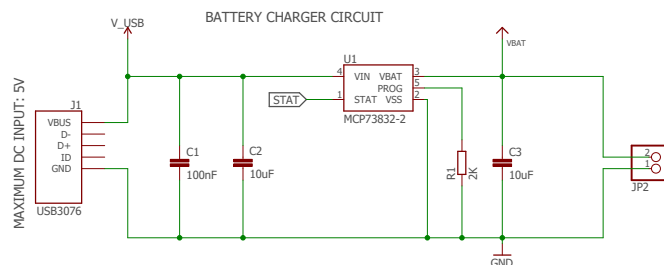 BATTERY CHARGER CIRCUIT
V_USB
VBAT
MAXIMUM DC INPUT: 5V
J1
VBUS
D-
D+
ID
GND
USB3076
C1
100nF
C2
10uF
STAT
U1
4 VIN VBAT 3
PROG 5
1 STAT VSS 2
MCP73832-2
R1
2K
C3
10uF
GND
2
1
JP2